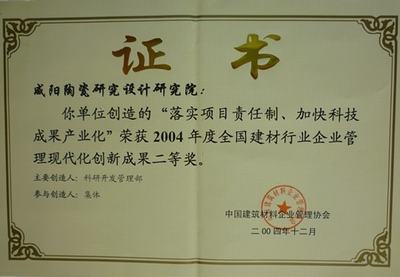 证书
咸阳陶瓷研究设计研究院：
你单位创造的“落实项目责任制、加快科技
成果产业化”荣获2004年度全国建材行业企业管
理现代化创新成果二等奖。
主要创造人：科研开发管理部
参与创造人：集体
中国建筑材料企业管理协会
二00四年十二月